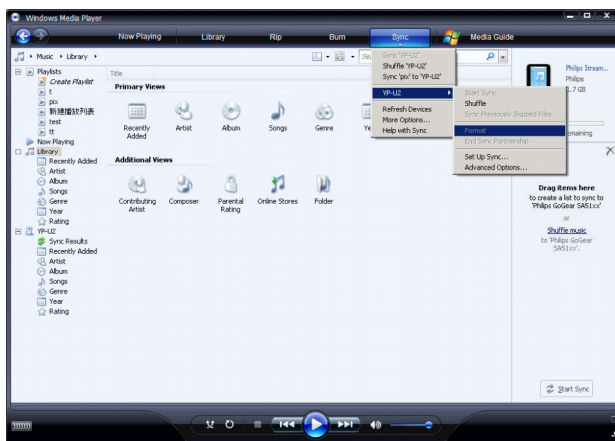 Windows Media Player
Now Playing
Library
Rip
Burn
Sync
Media Guide
Music
Library
Playlists
Create Playlist
t
pix
新建播放列表
test
tt
Now Playing
Library
Recently Added
Artist
Album
Songs
Genre
Year
Rating
YP-U2
Sync Results
Recently Added
Artist
Album
Songs
Genre
Year
Rating
Title
Primary Views
Recently Added
Artist
Album
Songs
Genre
Additional Views
Contributing Artist
Composer
Parental Rating
Online Stores
Folder
Sync 'YP-U2'
Shuffle 'YP-U2'
Sync 'pix' to 'YP-U2'
YP-U2
Refresh Devices
More Options...
Help with Sync
Start Sync
Shuffle
Sync Previously Skipped files
Format
End Sync Partnership
Set Up Sync...
Advanced Options...
Philips Stream...
Philips
Drag items here
to create a list to sync to
'Philips GoGear SA51xx'
or
Shuffle music
to 'Philips GoGear
SA51xx'.
Start Sync